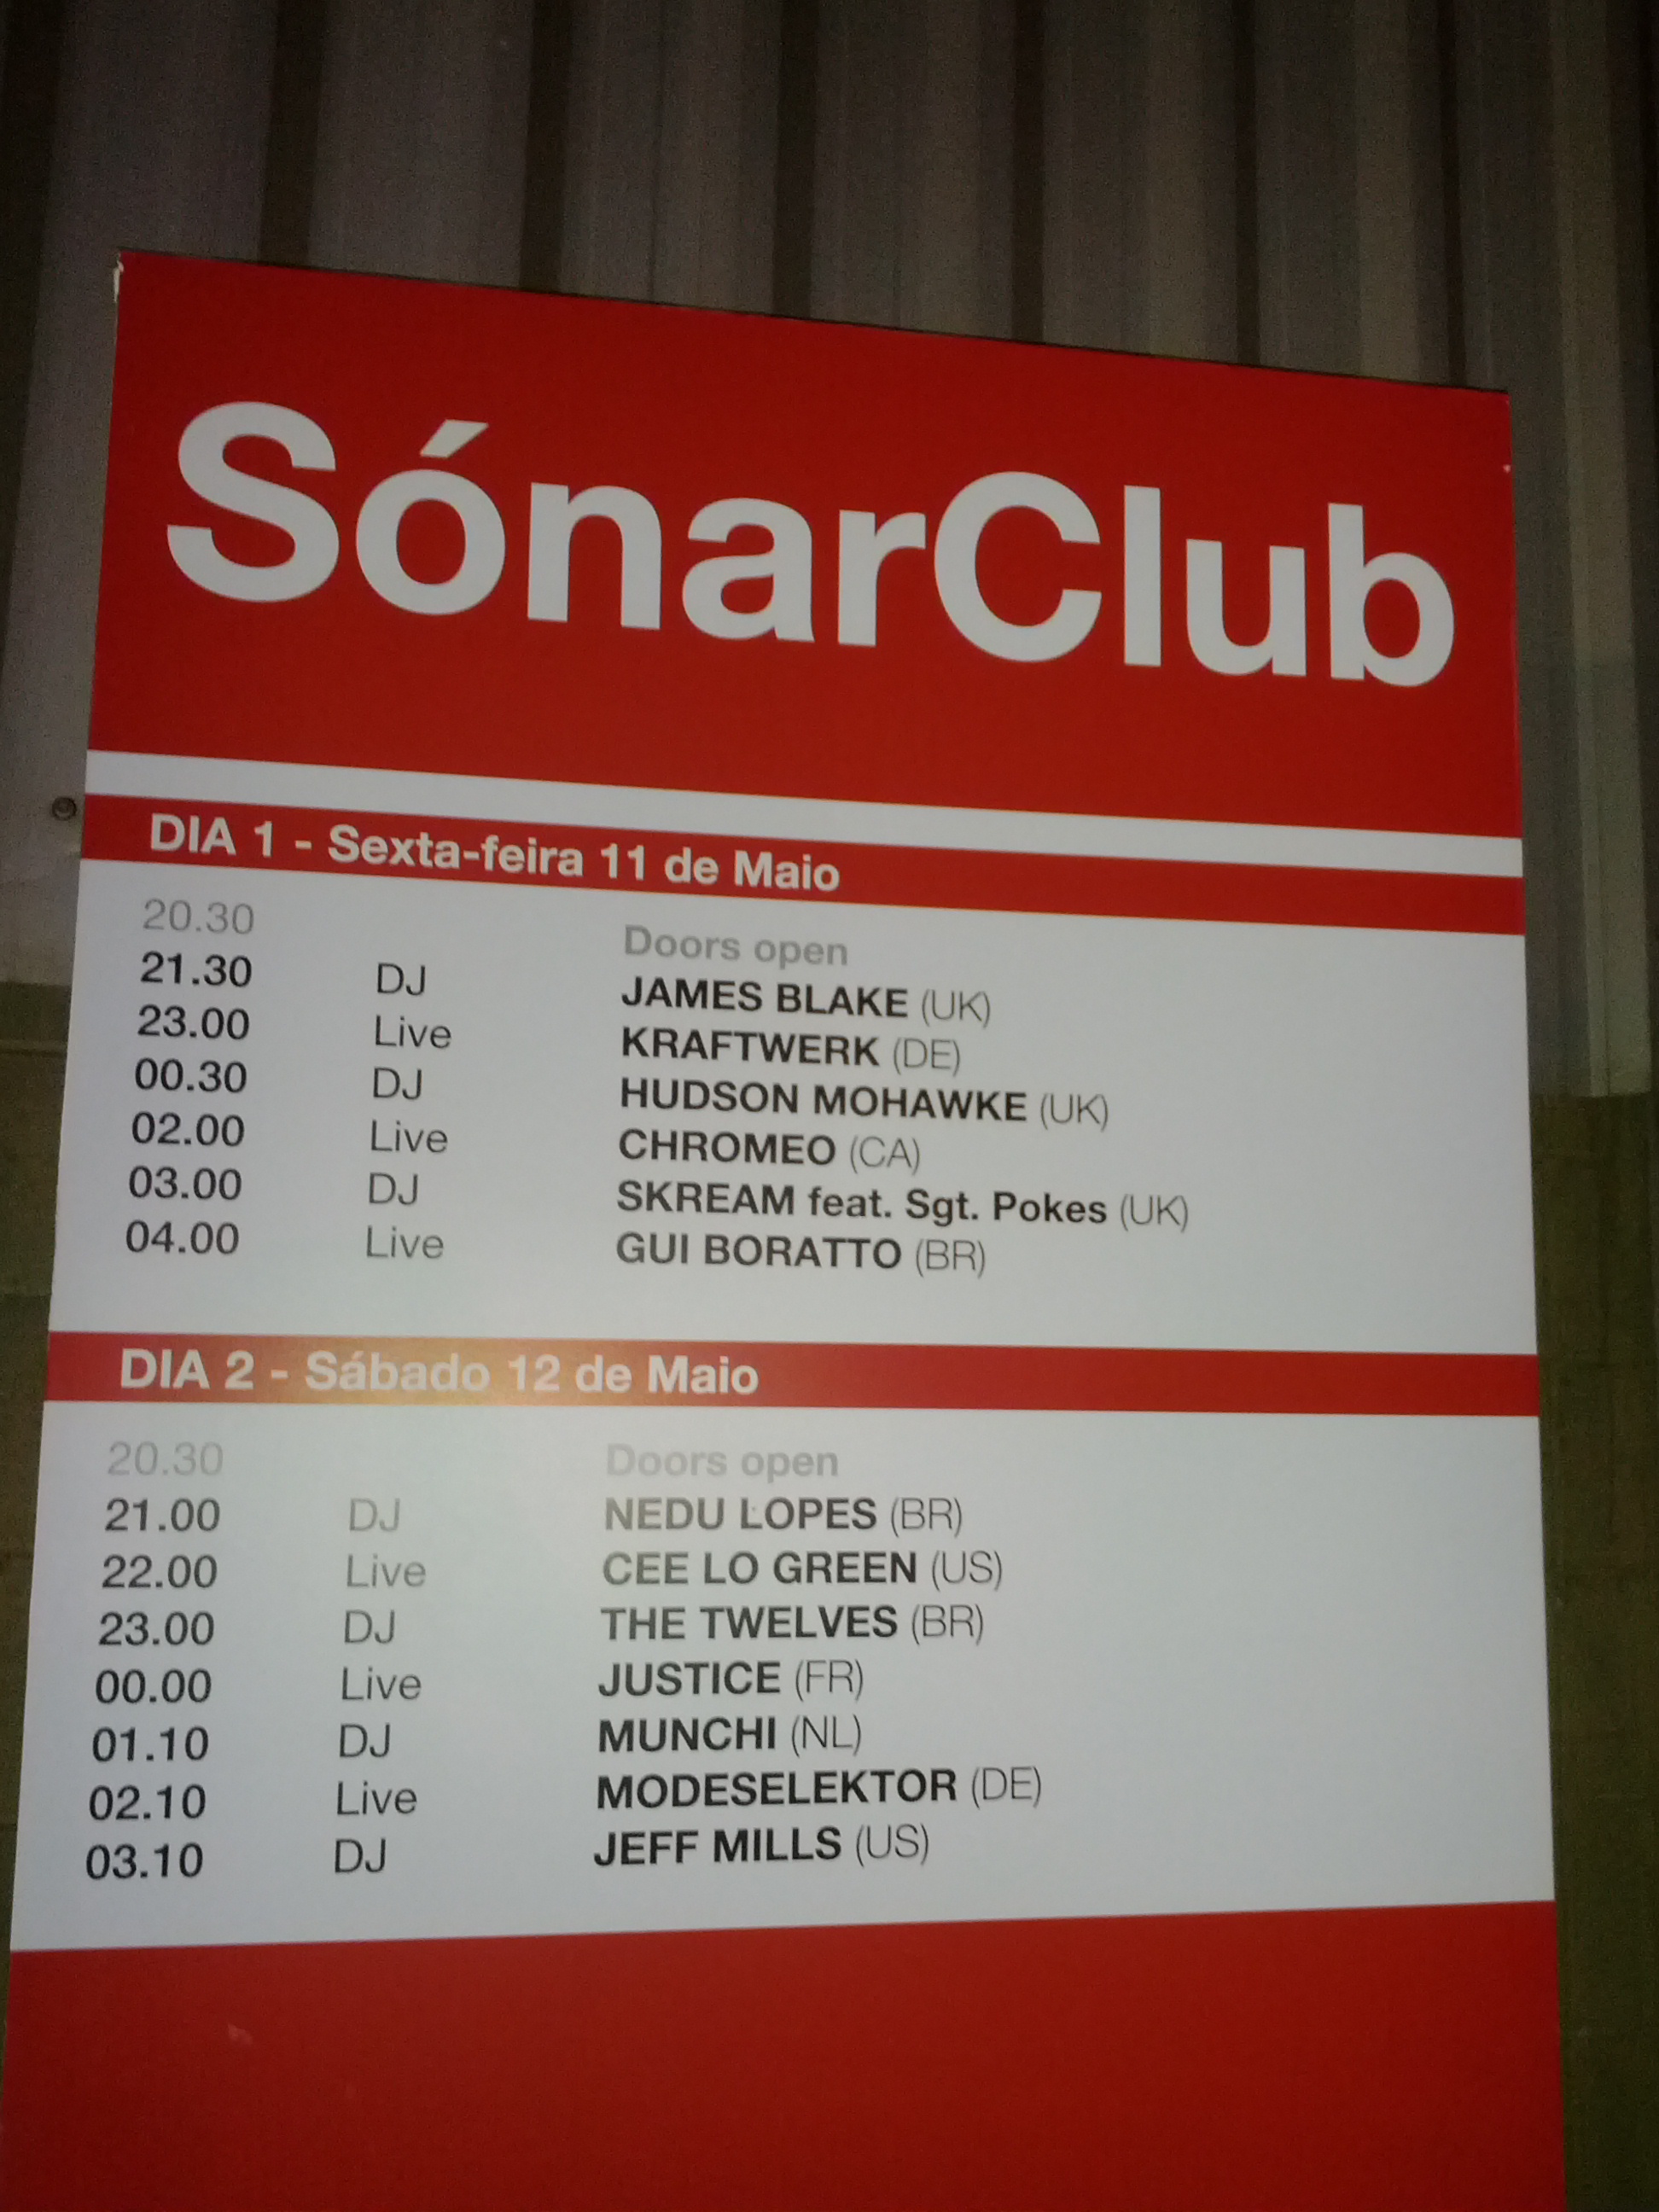 SónarClub
DIA 1 - Sexta-feira 11 de Maio
20.30 Doors open
21.30 DJ JAMES BLAKE (UK)
23.00 Live KRAFTWERK (DE)
00.30 DJ HUDSON MOHAWKE (UK)
02.00 Live CHROMEO (CA)
03.00 DJ SKREAM feat. Sgt. Pokes (UK)
04.00 Live GUI BORATTO (BR)
DIA 2 - Sábado 12 de Maio
20.30 Doors open
21.00 DJ NEDU LOPES (BR)
22.00 Live CEE LO GREEN (US)
23.00 DJ THE TWELVES (BR)
00.00 Live JUSTICE (FR)
01.10 DJ MUNCHI (NL)
02.10 Live MODESELEKTOR (DE)
03.10 DJ JEFF MILLS (US)